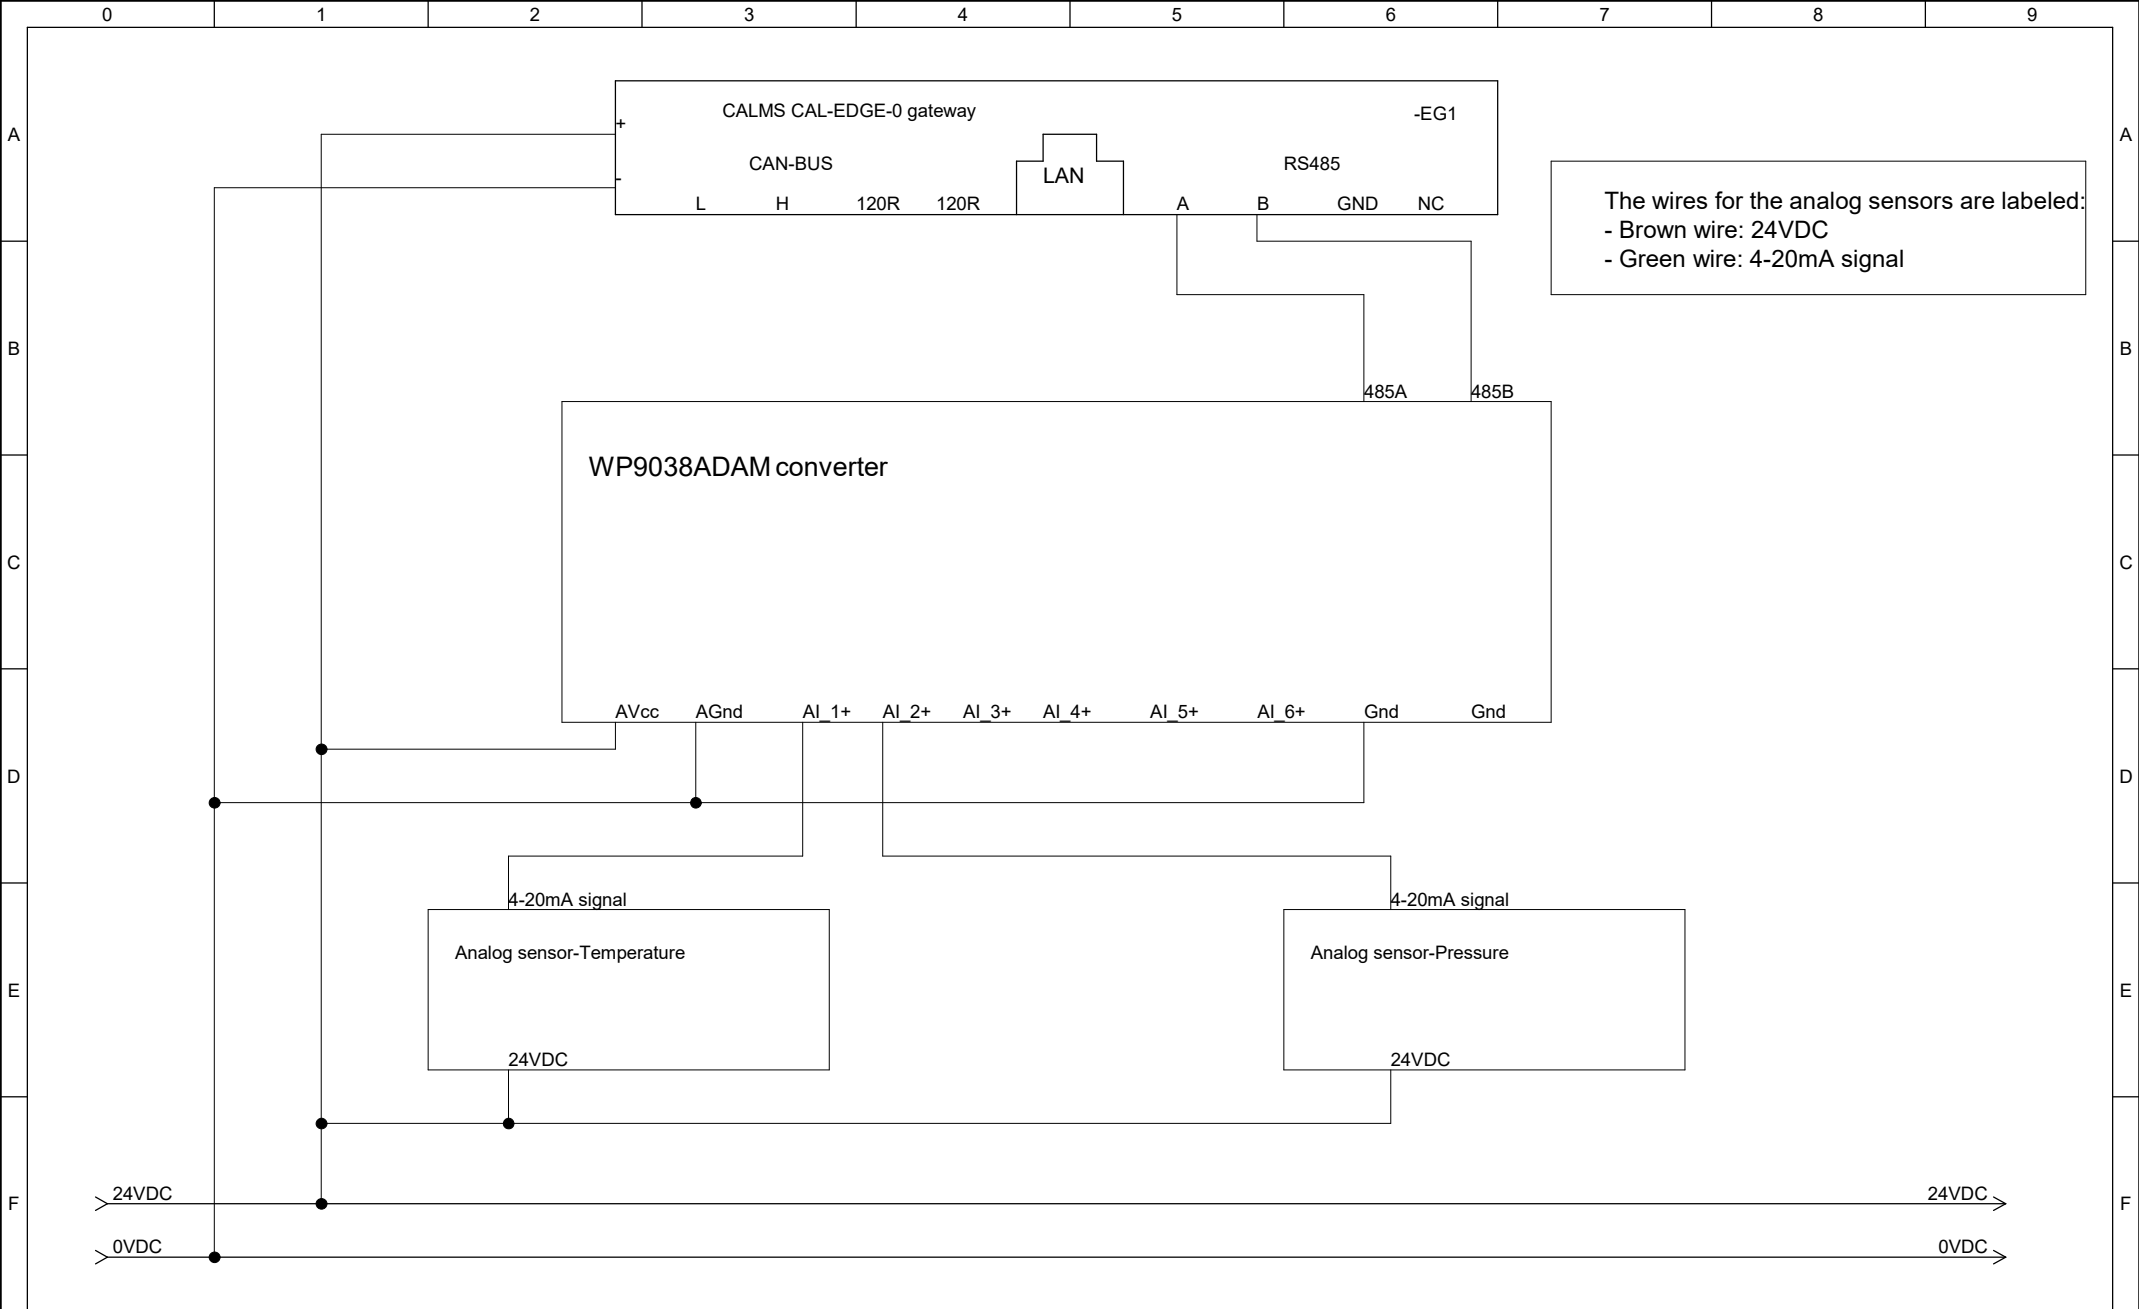 0 1 2 3 4 5 6 7 8 9
CALMS CAL-EDGE-0 gateway
-EG1
+
A
A
CAN-BUS
RS485
LAN
-
L H 120R 120R A B GND NC
The wires for the analog sensors are labeled:
- Brown wire: 24VDC
- Green wire: 4-20mA signal
B
B
485A 485B
WP9038ADAM converter
C
C
AVcc AGnd AI_1+ AI_2+ AI_3+ AI_4+ AI_5+ AI_6+ Gnd Gnd
D
D
4-20mA signal
4-20mA signal
Analog sensor-Temperature
Analog sensor-Pressure
E
E
24VDC
24VDC
24VDC
24VDC
F
F
0VDC
0VDC